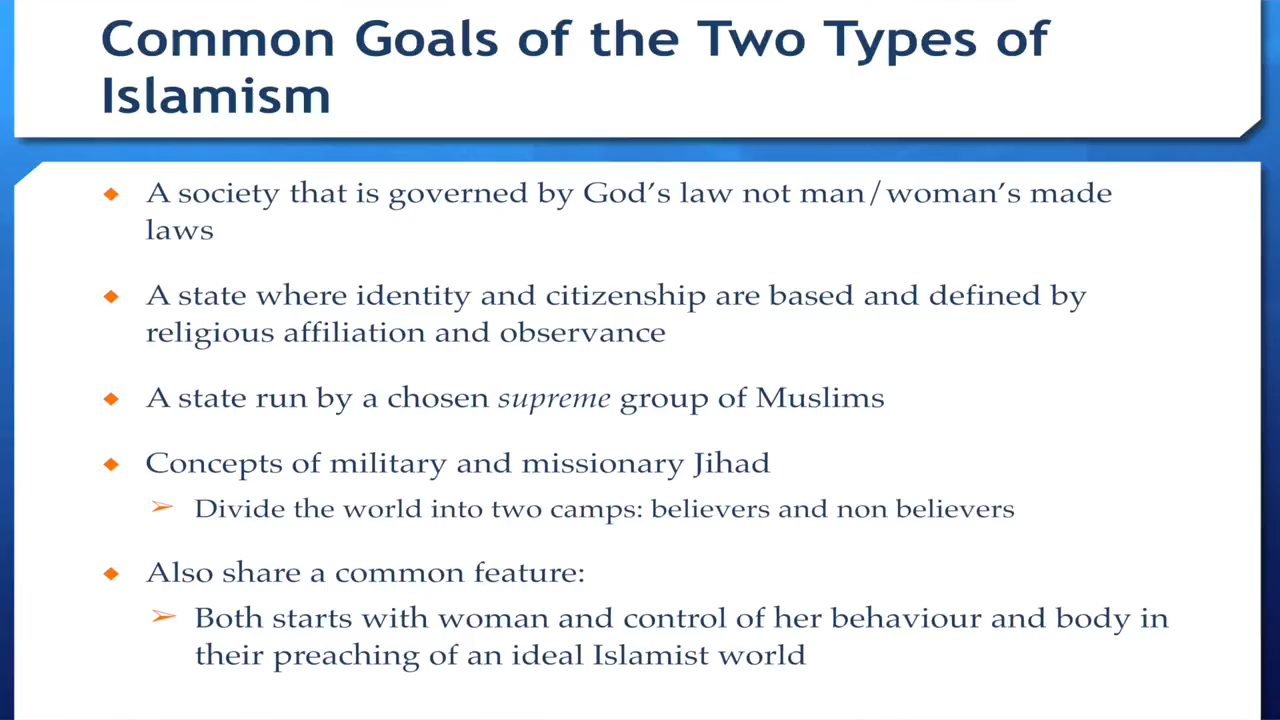 Common Goals of the Two Types of
Islamism
A society that is governed by God’s law not man/woman’s made
laws
A state where identity and citizenship are based and defined by
religious affiliation and observance
A state run by a chosen supreme group of Muslims
Concepts of military and missionary Jihad
Divide the world into two camps: believers and non believers
Also share a common feature:
Both starts with woman and control of her behaviour and body in
their preaching of an ideal Islamist world